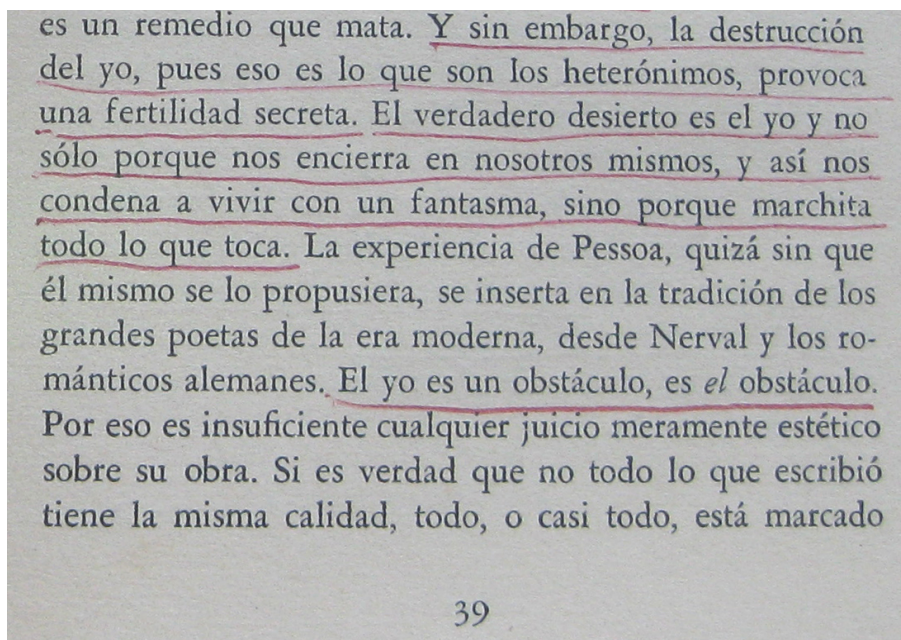 es un remedio que mata. Y sin embargo, la destrucción
del yo, pues eso es lo que son los heterónimos, provoca
una fertilidad secreta. El verdadero desierto es el yo y no
sólo porque nos encierra en nosotros mismos, y así nos
condena a vivir con un fantasma, sino porque marchita
todo lo que toca. La experiencia de Pessoa, quizá sin que
él mismo se lo propusiera, se inserta en la tradición de los
grandes poetas de la era moderna, desde Nerval y los ro-
mánticos alemanes. El yo es un obstáculo, es el obstáculo.
Por eso es insuficiente cualquier juicio meramente estético
sobre su obra. Si es verdad que no todo lo que escribió
tiene la misma calidad, todo, o casi todo, está marcado
39